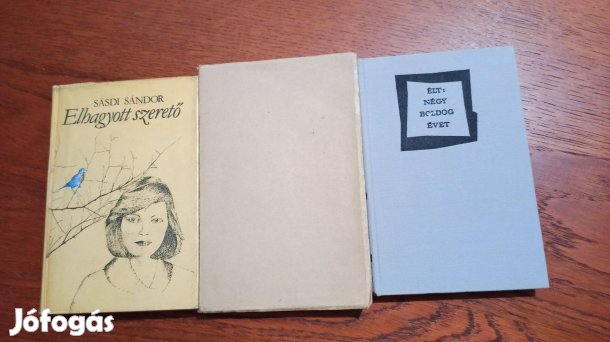 SÁSDI SÁNDOR
Elhagyott szerető
ÉLT:
NÉGY
BOLDOG
ÉVET
Jófogás